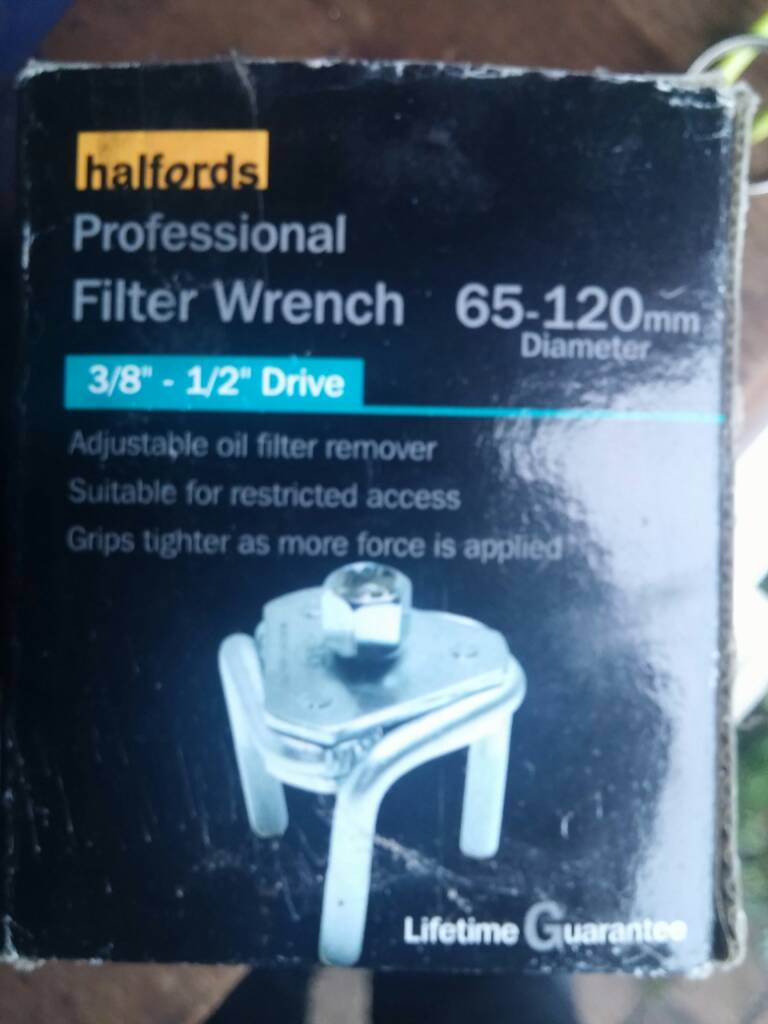 halfords
Professional
Filter Wrench 65-120mm
Diameter
3/8" - 1/2" Drive
Adjustable oil filter remover
Suitable for restricted access
Grips tighter as more force is applied
Lifetime Guarantee